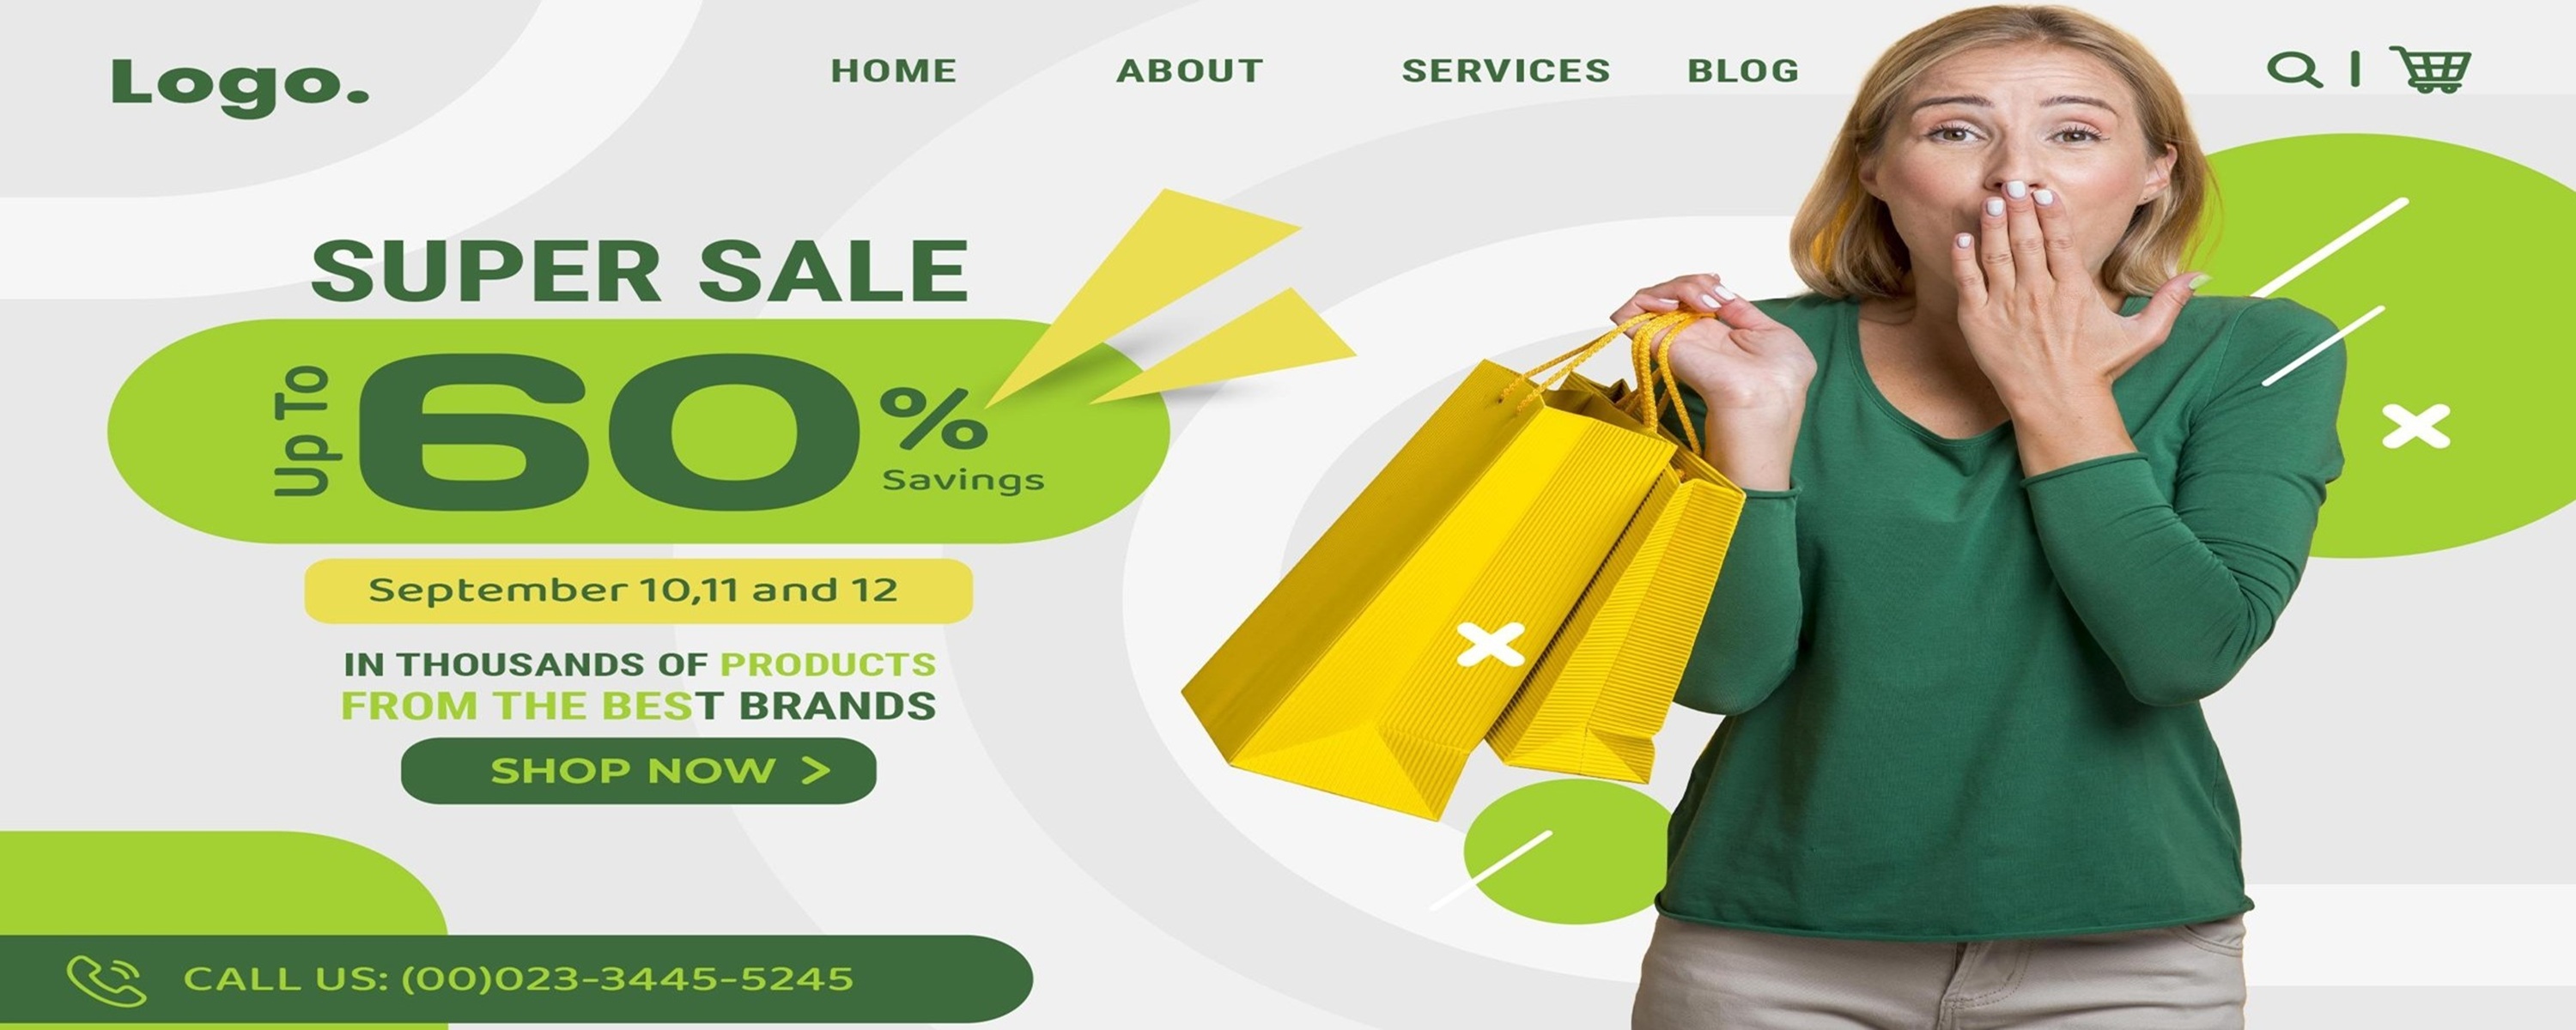 Logo.
HOME ABOUT SERVICES BLOG
SUPER SALE
Up To
60%
Savings
September 10,11 and 12
IN THOUSANDS OF PRODUCTS
FROM THE BEST BRANDS
SHOP NOW >
CALL US: (00)023-3445-5245